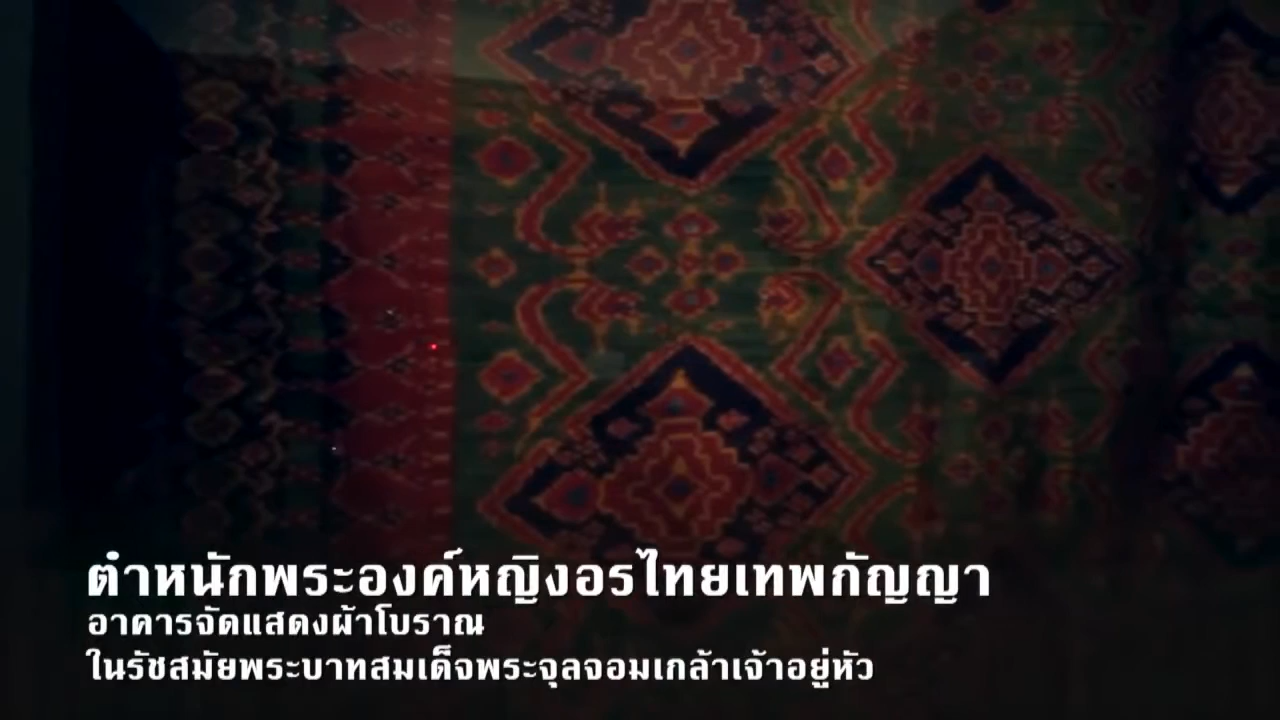 ตำหนักพระองค์หญิงอรไทยเทพกัญญา
อาคารจัดแสดงผ้าโบราณ
ในรัชสมัยพระบาทสมเด็จพระจุลจอมเกล้าเจ้าอยู่หัว